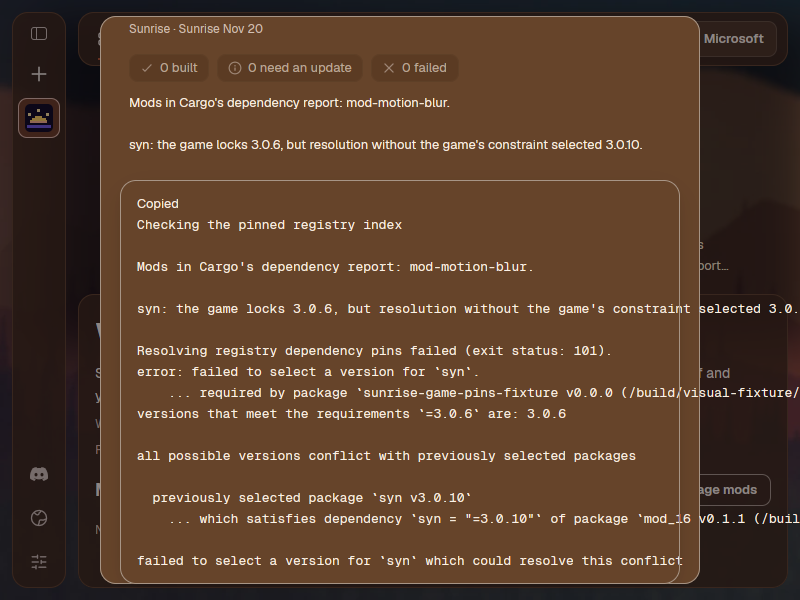 Sunrise · Sunrise Nov 20
0 built
0 need an update
0 failed
Microsoft
Mods in Cargo's dependency report: mod-motion-blur.
syn: the game locks 3.0.6, but resolution without the game's constraint selected 3.0.10.
Copied
Checking the pinned registry index
Mods in Cargo's dependency report: mod-motion-blur.
syn: the game locks 3.0.6, but resolution without the game's constraint selected 3.0.
Resolving registry dependency pins failed (exit status: 101).
error: failed to select a version for `syn`.
... required by package `sunrise-game-pins-fixture v0.0.0 (/build/visual-fixture/
versions that meet the requirements `=3.0.6` are: 3.0.6
all possible versions conflict with previously selected packages
previously selected package `syn v3.0.10`
... which satisfies dependency `syn = "=3.0.10"` of package `mod_l6 v0.1.1 (/buil
failed to select a version for `syn` which could resolve this conflict
and
age mods